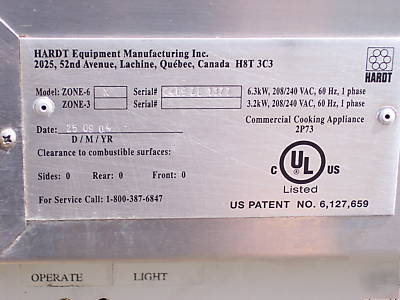 HARDT Equipment Manufacturing Inc.
2025, 52nd Avenue, Lachine, Québec, Canada H8T 3C3
HARDT
Model: ZONE-6 X Serial# 6.3kW, 208/240 VAC, 60 Hz, 1 phase
ZONE-3 Serial# 3.2kW, 208/240 VAC, 60 Hz, 1 phase
Date: 25 09 04
D / M / YR
Commercial Cooking Appliance
2P73
Clearance to combustible surfaces:
Sides: 0 Rear: 0 Front: 0
For Service Call: 1-800-387-6847
C UL US
Listed
US PATENT NO. 6,127,659
OPERATE LIGHT